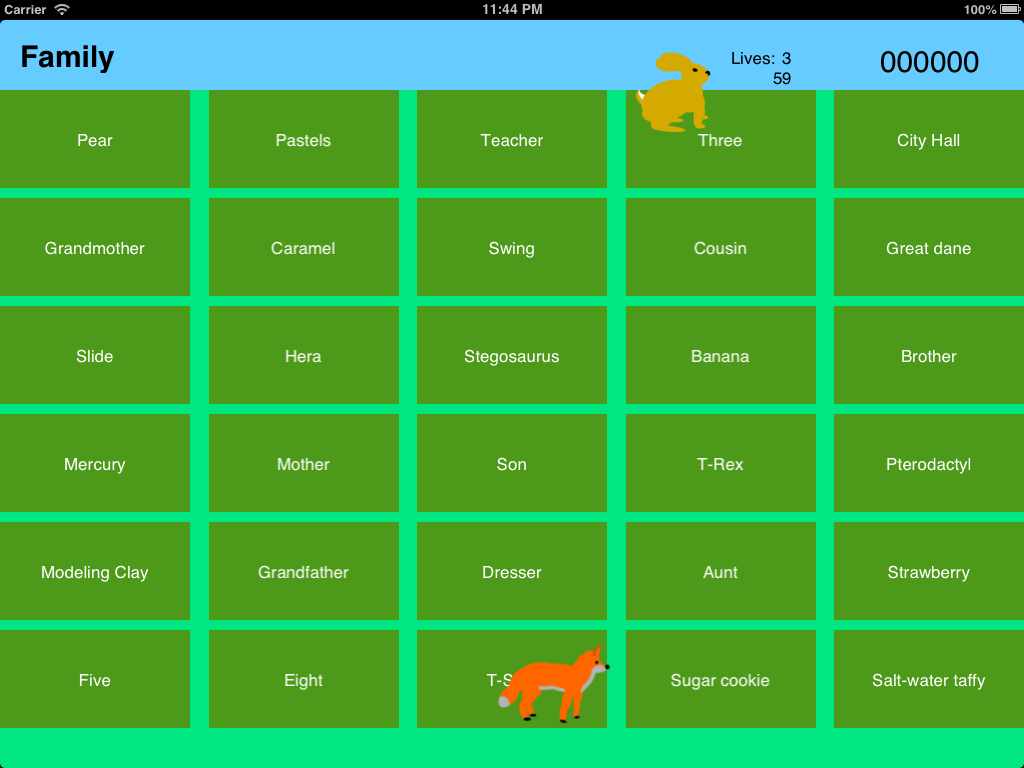 Carrier 11:44 PM 100%
Family
Lives: 3
59
000000
Pear Pastels Teacher Three City Hall
Grandmother Caramel Swing Cousin Great dane
Slide Hera Stegosaurus Banana Brother
Mercury Mother Son T-Rex Pterodactyl
Modeling Clay Grandfather Dresser Aunt Strawberry
Five Eight Sugar cookie Salt-water taffy